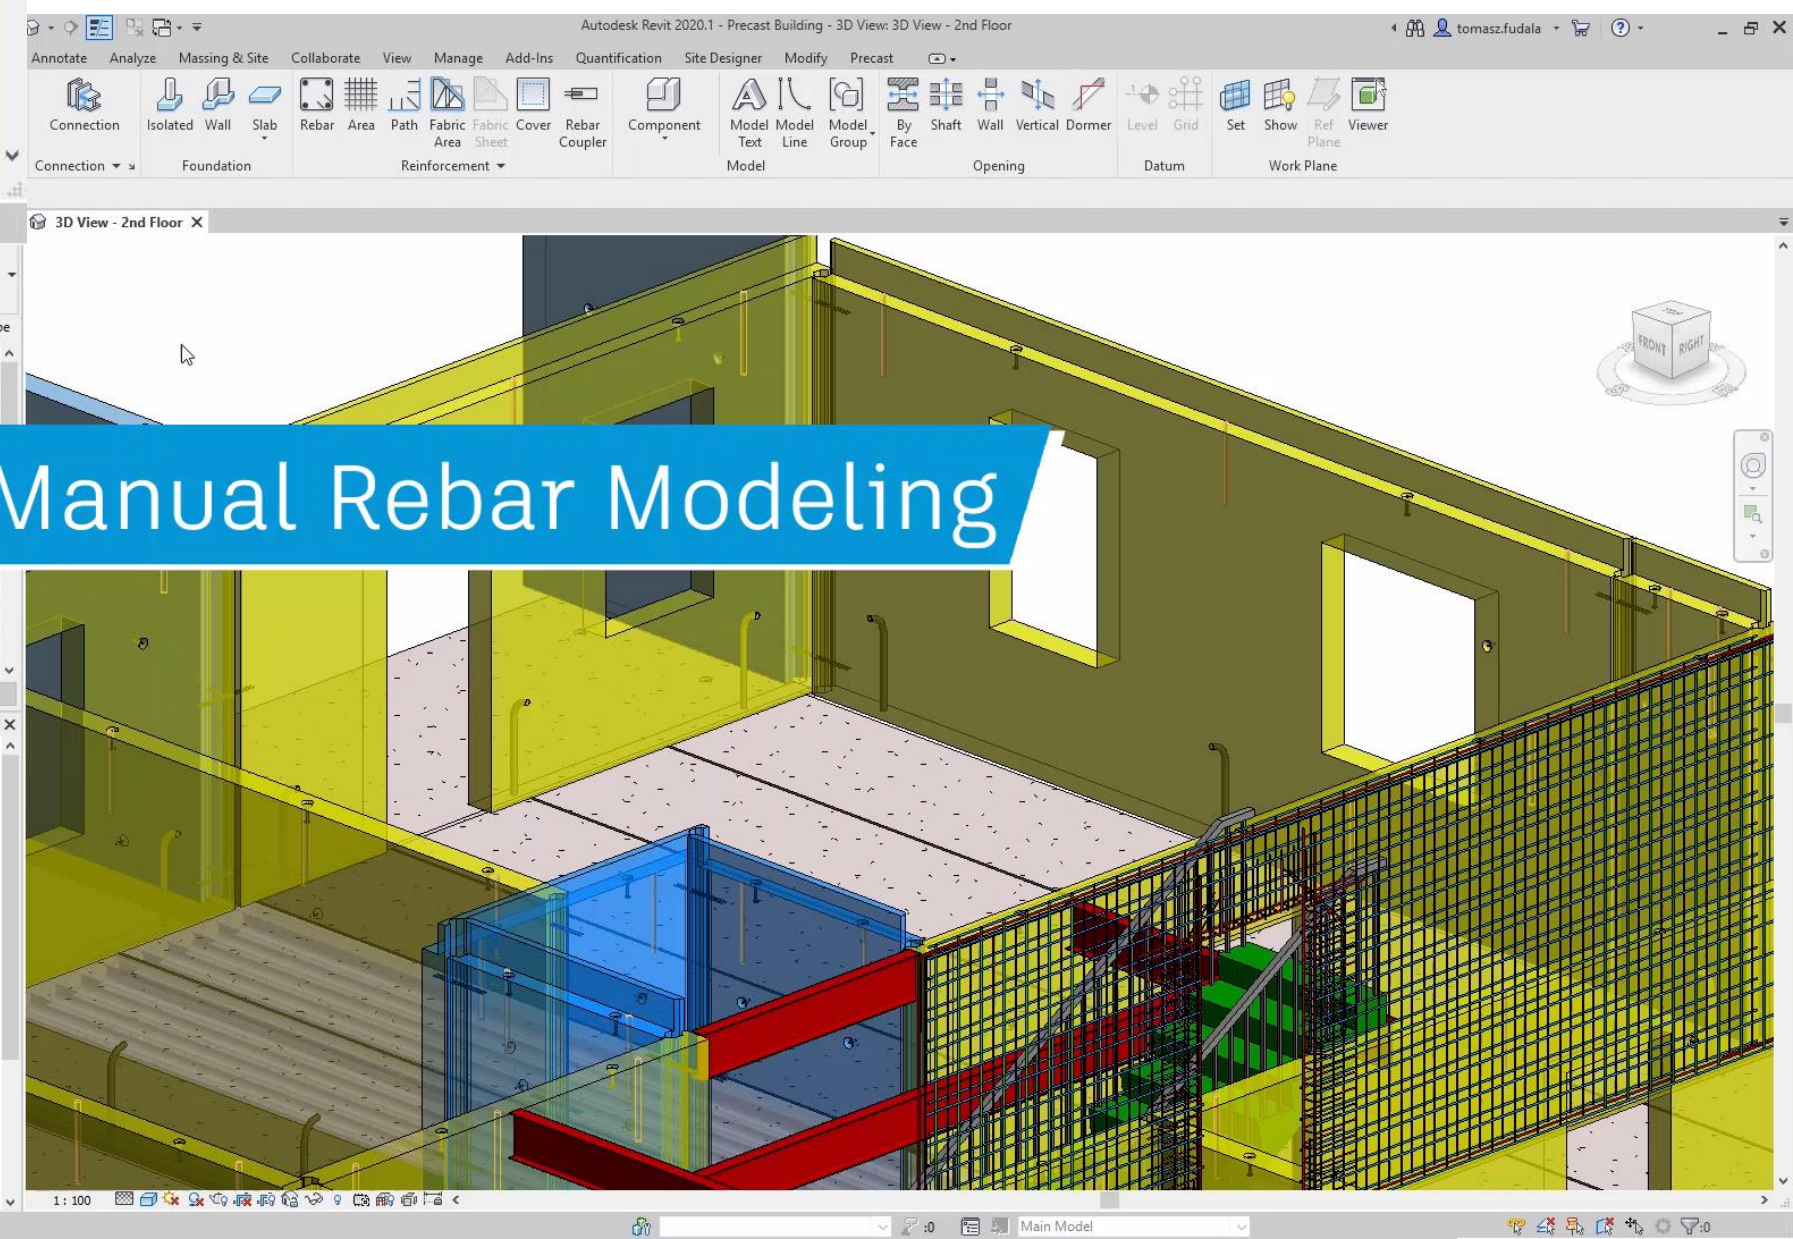 Autodesk Revit 2020.1 - Precast Building - 3D View: 3D View - 2nd Floor
tomasz.fudala
Annotate Analyze Massing & Site Collaborate View Manage Add-Ins Quantification Site Designer Modify Precast
Connection Isolated Wall Slab Rebar Area Path Fabric Area Fabric Sheet Cover Rebar Coupler Component Model Text Model Line Model Group By Face Shaft Wall Vertical Dormer Level Grid Set Show Ref Plane Viewer
Connection Foundation Reinforcement Model Opening Datum Work Plane
3D View - 2nd Floor
FRONT RIGHT
Manual Rebar Modeling
1 : 100
:0
Main Model
:0